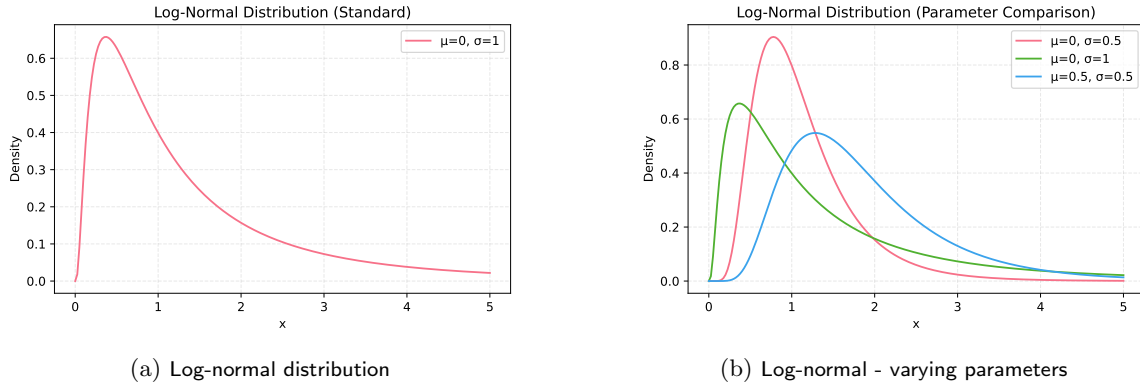 Log-Normal Distribution (Standard)
μ=0, σ=1
Density
0.6
0.5
0.4
0.3
0.2
0.1
0.0
0 1 2 3 4 5
x
(a) Log-normal distribution
Log-Normal Distribution (Parameter Comparison)
μ=0, σ=0.5
μ=0, σ=1
μ=0.5, σ=0.5
Density
0.8
0.6
0.4
0.2
0.0
0 1 2 3 4 5
x
(b) Log-normal - varying parameters